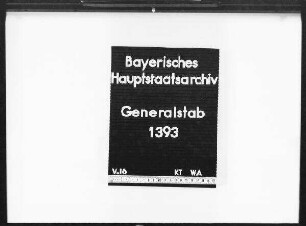 Bayerisches
Hauptstaatsarchiv
Generalstab
1393
V.16 KT WA